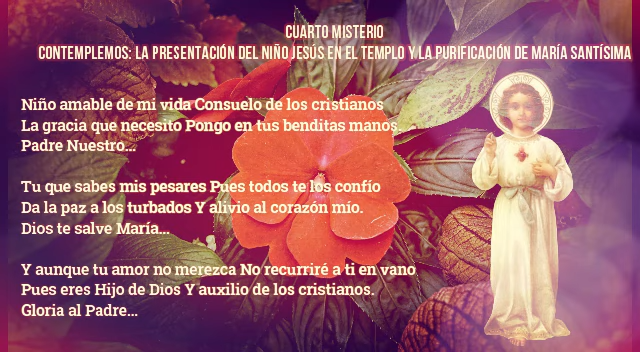 CUARTO MISTERIO
CONTEMPLEMOS: LA PRESENTACIÓN DEL NIÑO JESÚS EN EL TEMPLO Y LA PURIFICACIÓN DE MARÍA SANTÍSIMA
Niño amable de mi vida Consuelo de los cristianos
La gracia que necesito Pongo en tus benditas manos.
Padre Nuestro...
Tu que sabes mis pesares Pues todos te los confío
Da la paz a los turbados Y alivio al corazón mío.
Dios te salve María...
Y aunque tu amor no merezca No recurriré a ti en vano
Pues eres Hijo de Dios Y auxilio de los cristianos.
Gloria al Padre...